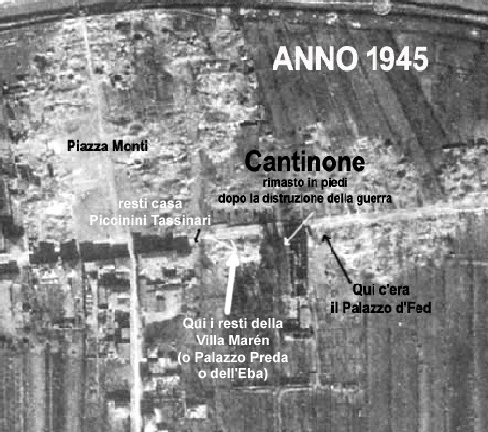 ANNO 1945
Piazza Monti
Cantinone
rimasto in piedi
dopo la distruzione della guerra
resti casa
Piccinini Tassinari
Qui c'era
il Palazzo d'Fed
Qui i resti della
Villa Marén
(o Palazzo Preda
o dell'Eba)